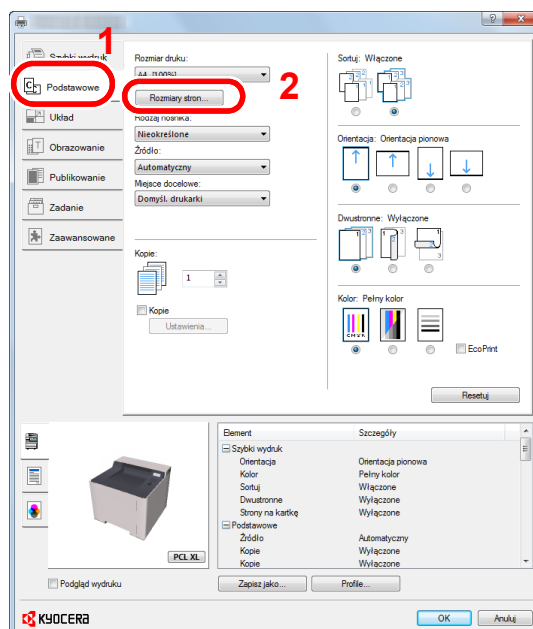 1
Szybki wydruk
Podstawowe
Układ
Obrazowanie
Publikowanie
Zadanie
Zaawansowane
Rozmiar druku:
A4 [100%]
Rozmiary stron...
2
Rodzaj nośnika:
Nieokreślone
Źródło:
Automatyczny
Miejsce docelowe:
Domyśl. drukarki
Kopie:
1
Kopie
Ustawienia...
Sortuj: Włączone
Orientacja: Orientacja pionowa
Dwustronne: Wyłączone
Kolor: Pełny kolor
CMYK
EcoPrint
Resetuj
PCL XL
Podgląd wydruku
Element Szczegóły
Szybki wydruk
Orientacja Orientacja pionowa
Kolor Pełny kolor
Sortuj Włączone
Dwustronne Wyłączone
Strony na kartkę Wyłączone
Podstawowe
Źródło Automatyczny
Kopie Wyłączone
Kopie Wyłączone
Zapisz jako... Profile...
KYOCERA
OK Anuluj